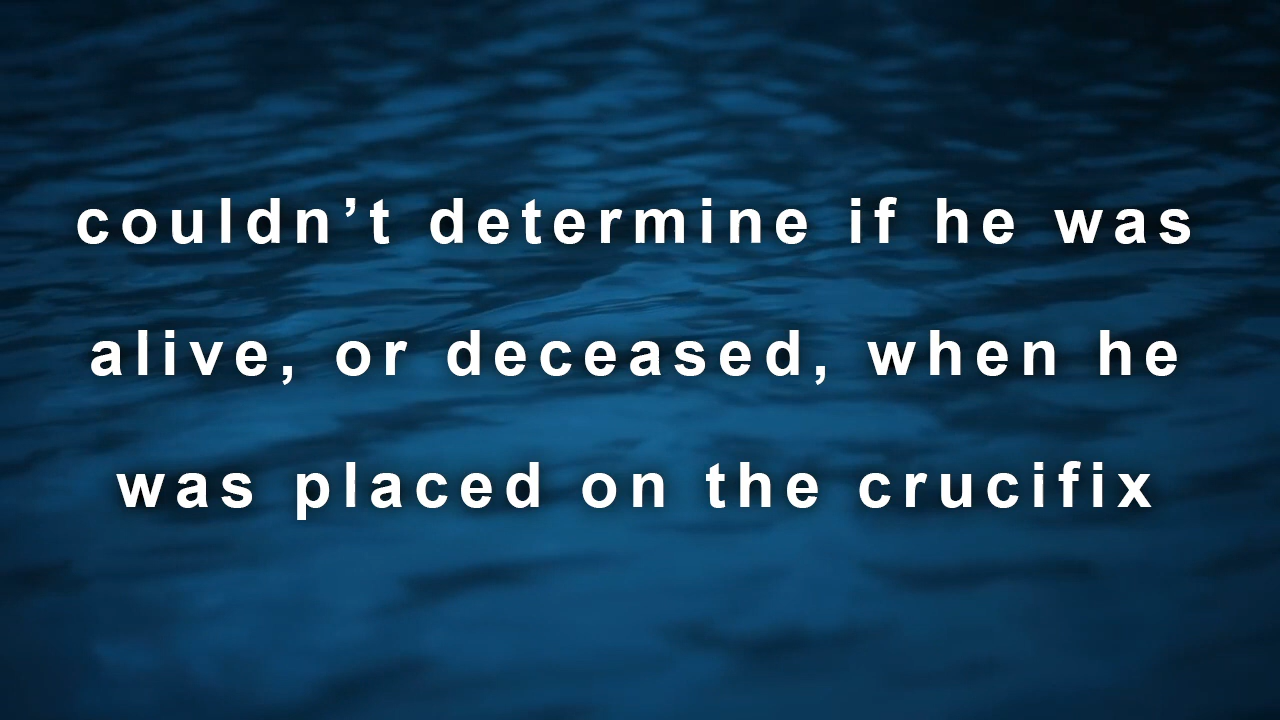 couldn’t determine if he was
alive, or deceased, when he
was placed on the crucifix